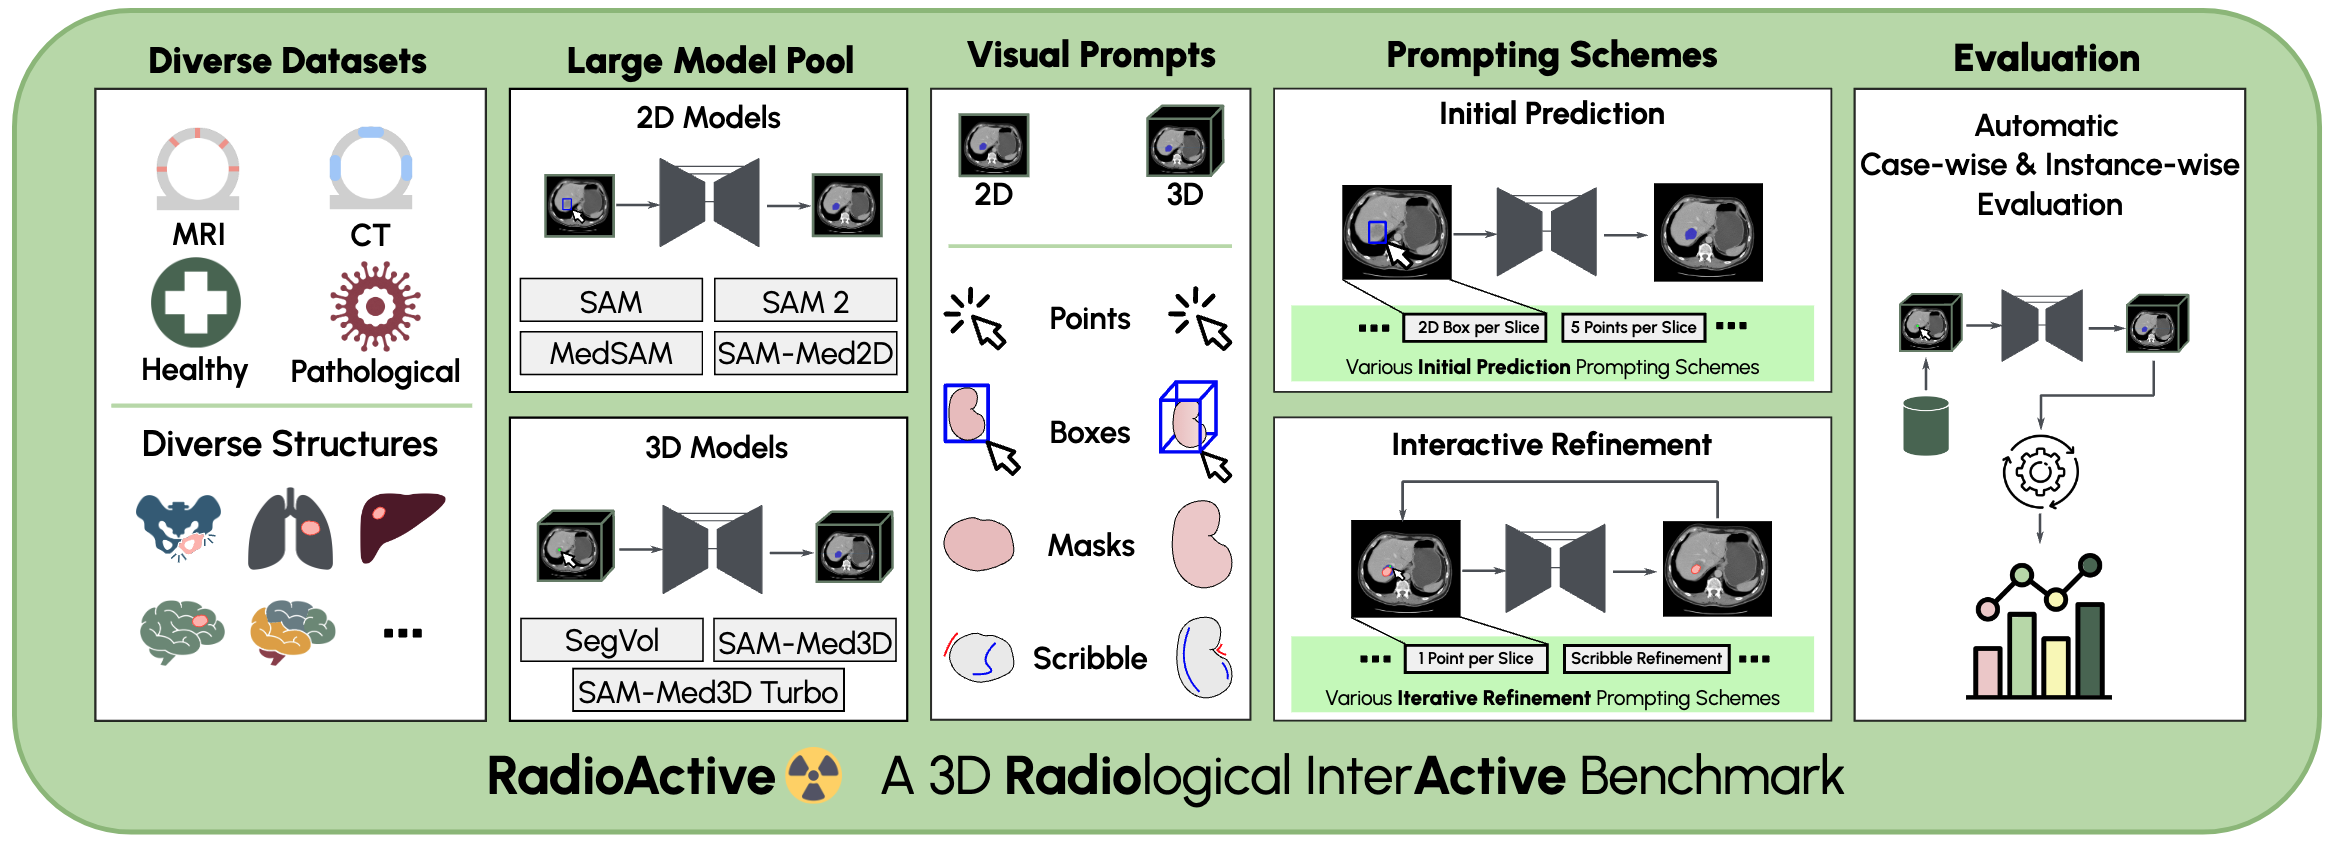 Diverse Datasets
MRI
CT
Healthy
Pathological
Diverse Structures
...
Large Model Pool
2D Models
SAM
SAM 2
MedSAM
SAM-Med2D
3D Models
SegVol
SAM-Med3D
SAM-Med3D Turbo
Visual Prompts
2D
3D
Points
Boxes
Masks
Scribble
Prompting Schemes
Initial Prediction
... 2D Box per Slice 5 Points per Slice ...
Various Initial Prediction Prompting Schemes
Interactive Refinement
... 1 Point per Slice Scribble Refinement ...
Various Iterative Refinement Prompting Schemes
Evaluation
Automatic
Case-wise & Instance-wise
Evaluation
RadioActive A 3D Radiological InterActive Benchmark